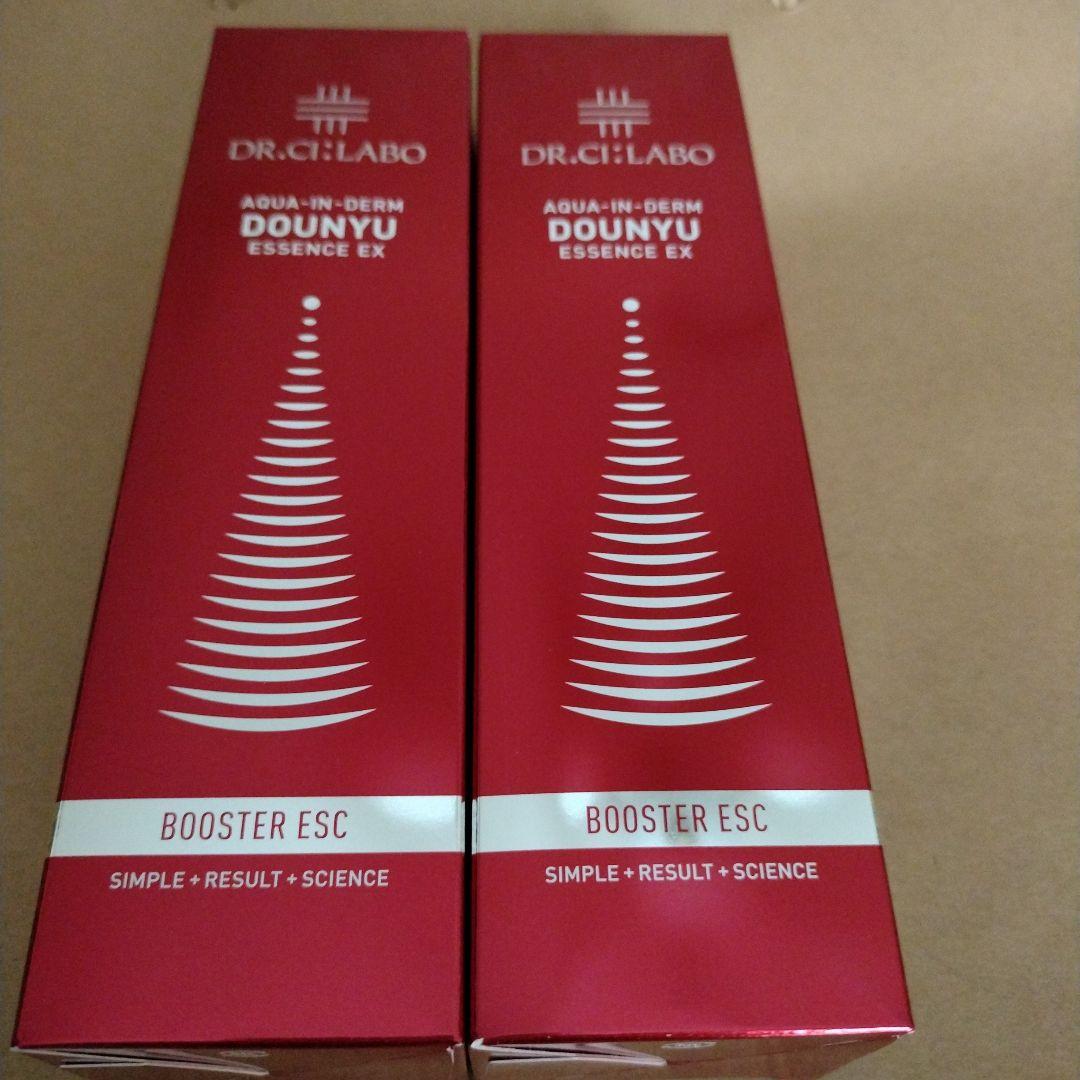 DR.CI:LABO
AQUA-IN-DERM
DOUNYU
ESSENCE EX
BOOSTER ESC
SIMPLE + RESULT + SCIENCE
DR.CI:LABO
AQUA-IN-DERM
DOUNYU
ESSENCE EX
BOOSTER ESC
SIMPLE + RESULT + SCIENCE